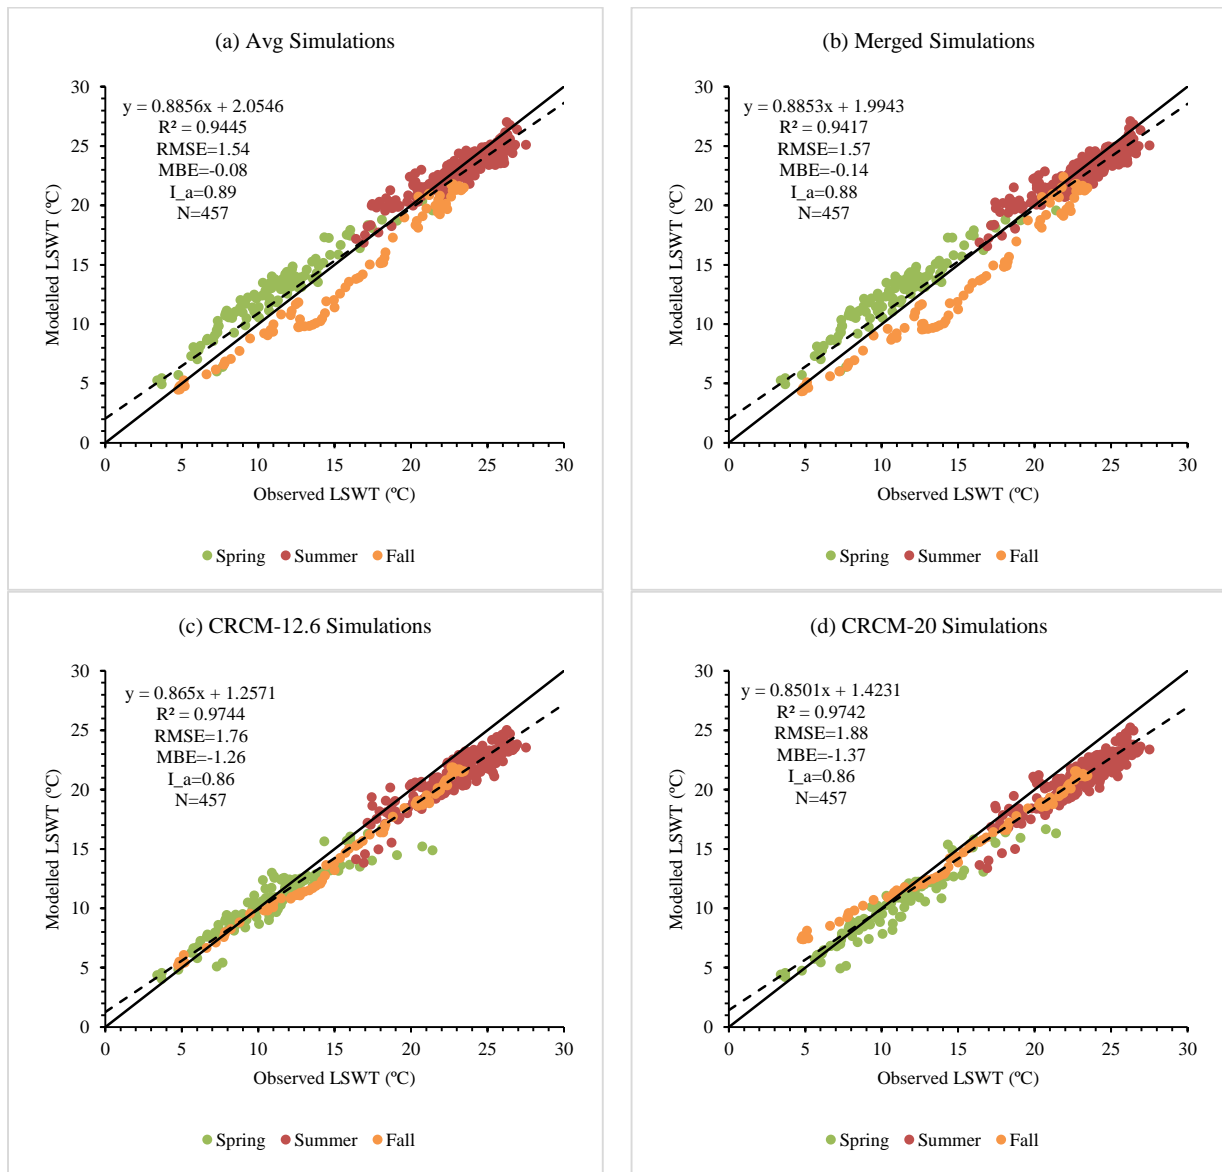 (a) Avg Simulations
y = 0.8856x + 2.0546
R² = 0.9445
RMSE=1.54
MBE=-0.08
I_a=0.89
N=457
30
25
20
15
10
5
0
Modelled LSWT (ºC)
0 5 10 15 20 25 30
Observed LSWT (ºC)
Spring Summer Fall
(b) Merged Simulations
y = 0.8853x + 1.9943
R² = 0.9417
RMSE=1.57
MBE=-0.14
I_a=0.88
N=457
30
25
20
15
10
5
0
Modelled LSWT (ºC)
0 5 10 15 20 25 30
Observed LSWT (ºC)
Spring Summer Fall
(c) CRCM-12.6 Simulations
y = 0.865x + 1.2571
R² = 0.9744
RMSE=1.76
MBE=-1.26
I_a=0.86
N=457
30
25
20
15
10
5
0
Modelled LSWT (ºC)
0 5 10 15 20 25 30
Observed LSWT (ºC)
Spring Summer Fall
(d) CRCM-20 Simulations
y = 0.8501x + 1.4231
R² = 0.9742
RMSE=1.88
MBE=-1.37
I_a=0.86
N=457
30
25
20
15
10
5
0
Modelled LSWT (ºC)
0 5 10 15 20 25 30
Observed LSWT (ºC)
Spring Summer Fall